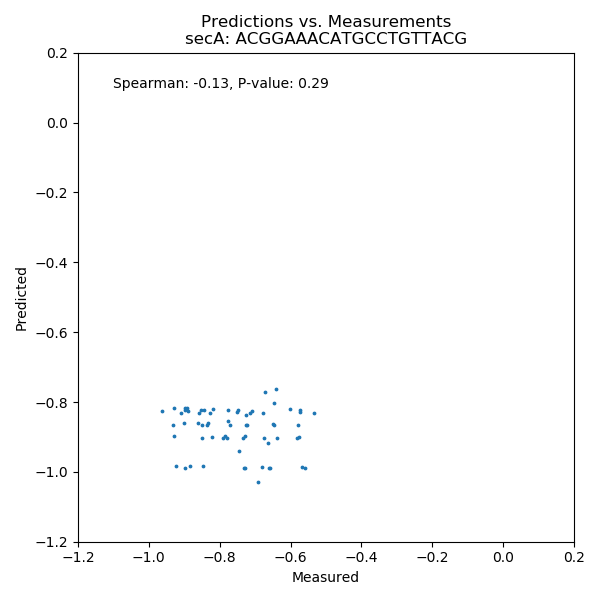 Predictions vs. Measurements
secA: ACGGAAACATGCCTGTTACG
Spearman: -0.13, P-value: 0.29
0.2
0.0
−0.2
−0.4
−0.6
−0.8
−1.0
−1.2
Predicted
−1.2 −1.0 −0.8 −0.6 −0.4 −0.2 0.0 0.2
Measured